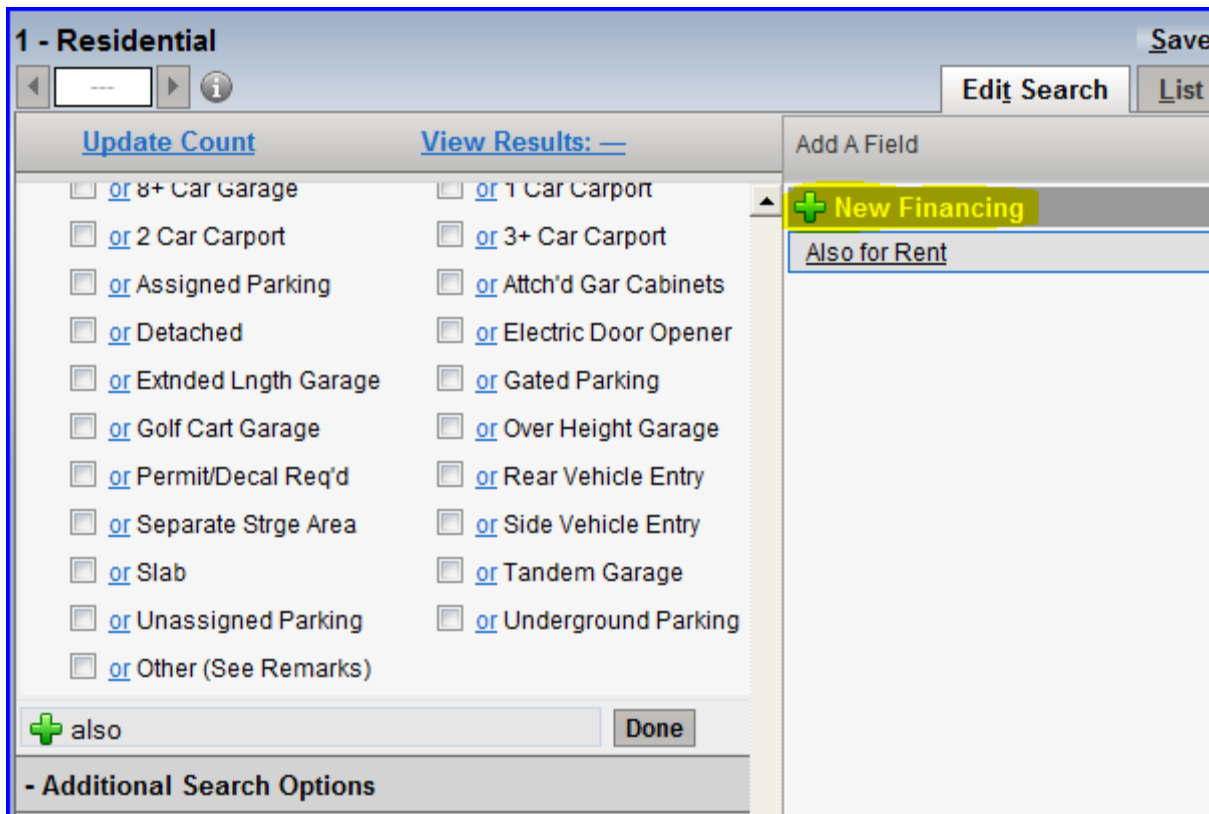 1 - Residential
Save
---
Edit Search
List
Update Count
View Results: —
Add A Field
or 8+ Car Garage
or 1 Car Carport
New Financing
or 2 Car Carport
or 3+ Car Carport
Also for Rent
or Assigned Parking
or Attch'd Gar Cabinets
or Detached
or Electric Door Opener
or Extnded Lngth Garage
or Gated Parking
or Golf Cart Garage
or Over Height Garage
or Permit/Decal Req'd
or Rear Vehicle Entry
or Separate Strge Area
or Side Vehicle Entry
or Slab
or Tandem Garage
or Unassigned Parking
or Underground Parking
or Other (See Remarks)
also
Done
- Additional Search Options